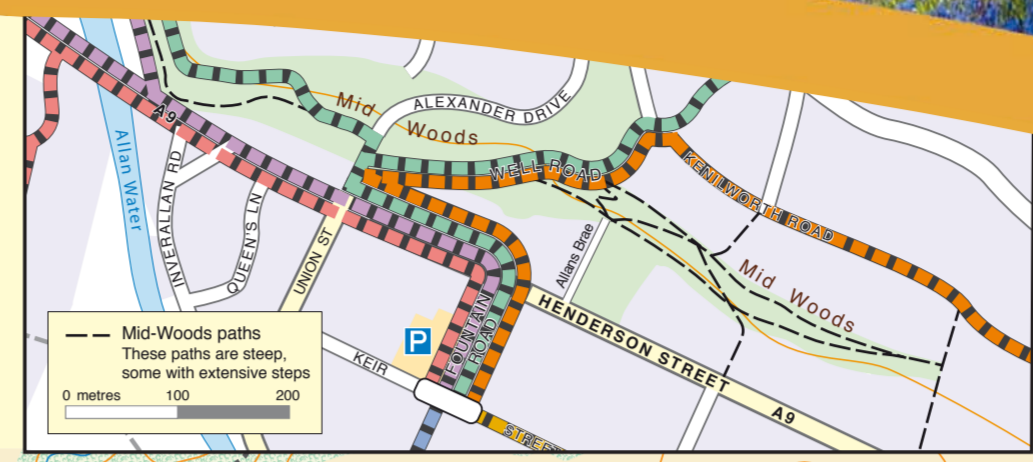 Mid
Woods
ALEXANDER DRIVE
A9
Allan Water
INVERALLAN RD
QUEEN'S LN
UNION ST
WELL ROAD
KENILWORTH ROAD
Allans Brae
Mid Woods
HENDERSON STREET
A9
FOUNTAIN
ROAD
P
KEIR
STREET
Mid-Woods paths
These paths are steep,
some with extensive steps
0 metres 100 200